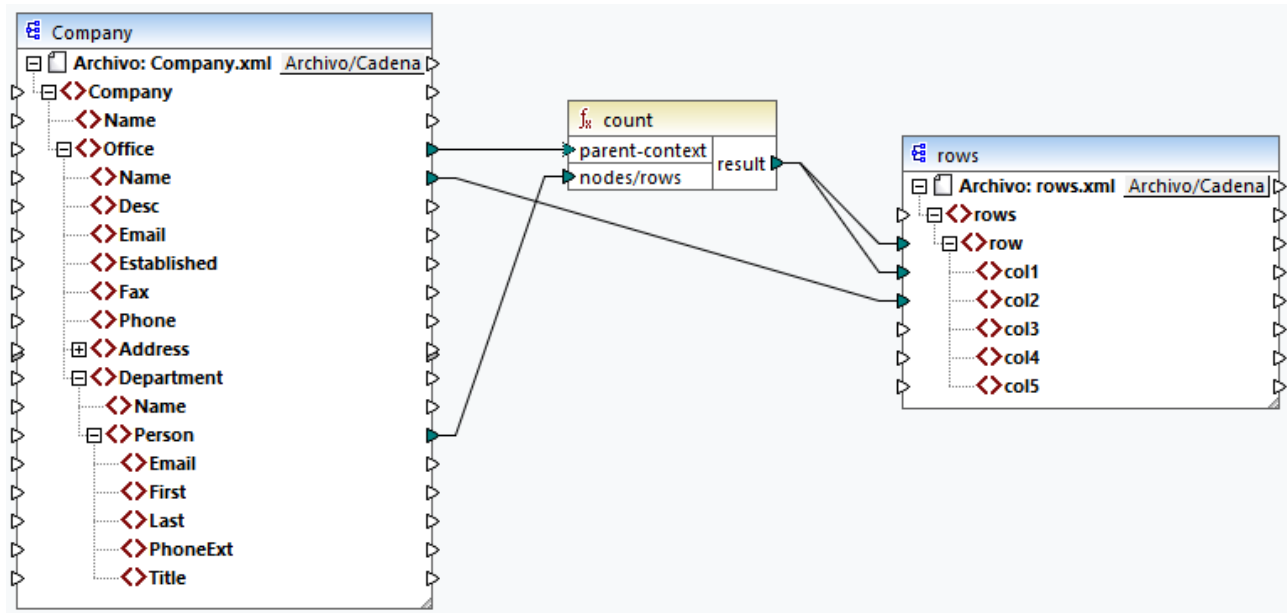 Company
Archivo: Company.xml Archivo/Cadena
Company
Name
Office
Name
Desc
Email
Established
Fax
Phone
Address
Department
Name
Person
Email
First
Last
PhoneExt
Title
fx count
parent-context
result
nodes/rows
rows
Archivo: rows.xml Archivo/Cadena
rows
row
col1
col2
col3
col4
col5